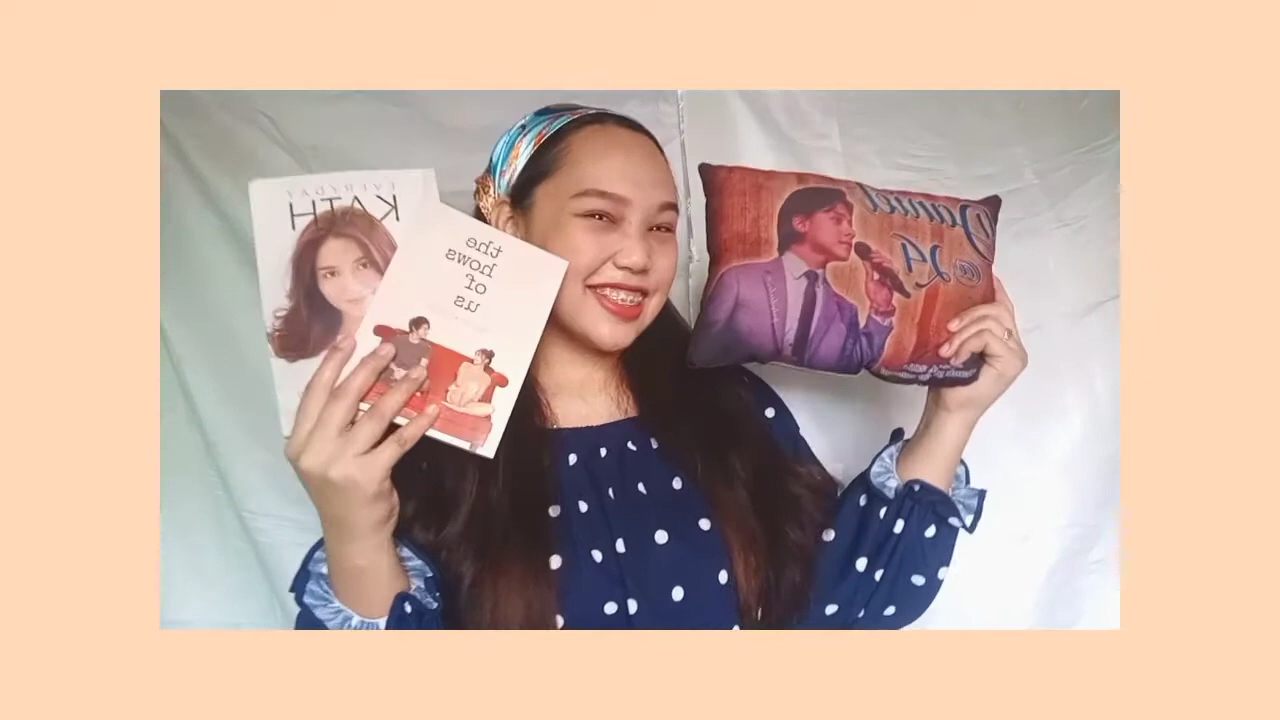 EVERYDAY
KATH
the
hows
of
us
Daniel
@ 24